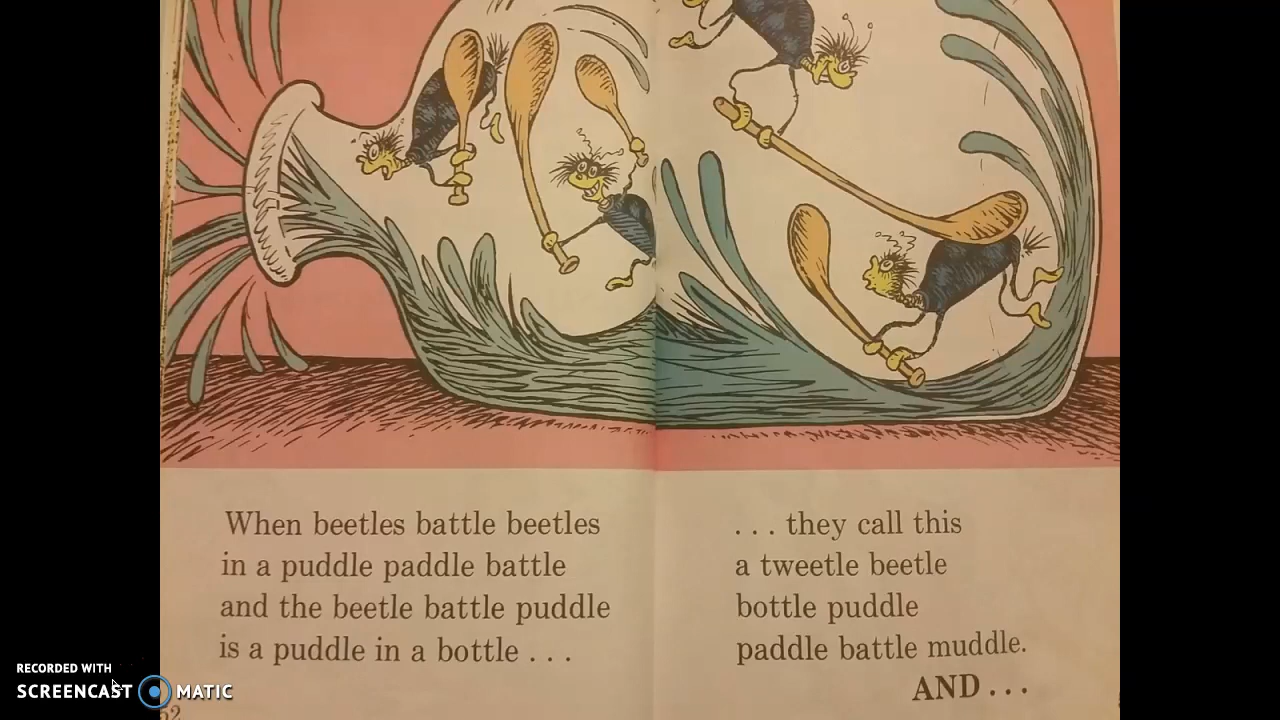 When beetles battle beetles
in a puddle paddle battle
and the beetle battle puddle
is a puddle in a bottle . . .
. . . they call this
a tweetle beetle
bottle puddle
paddle battle muddle.
AND . . .
RECORDED WITH
SCREENCAST MATIC
52